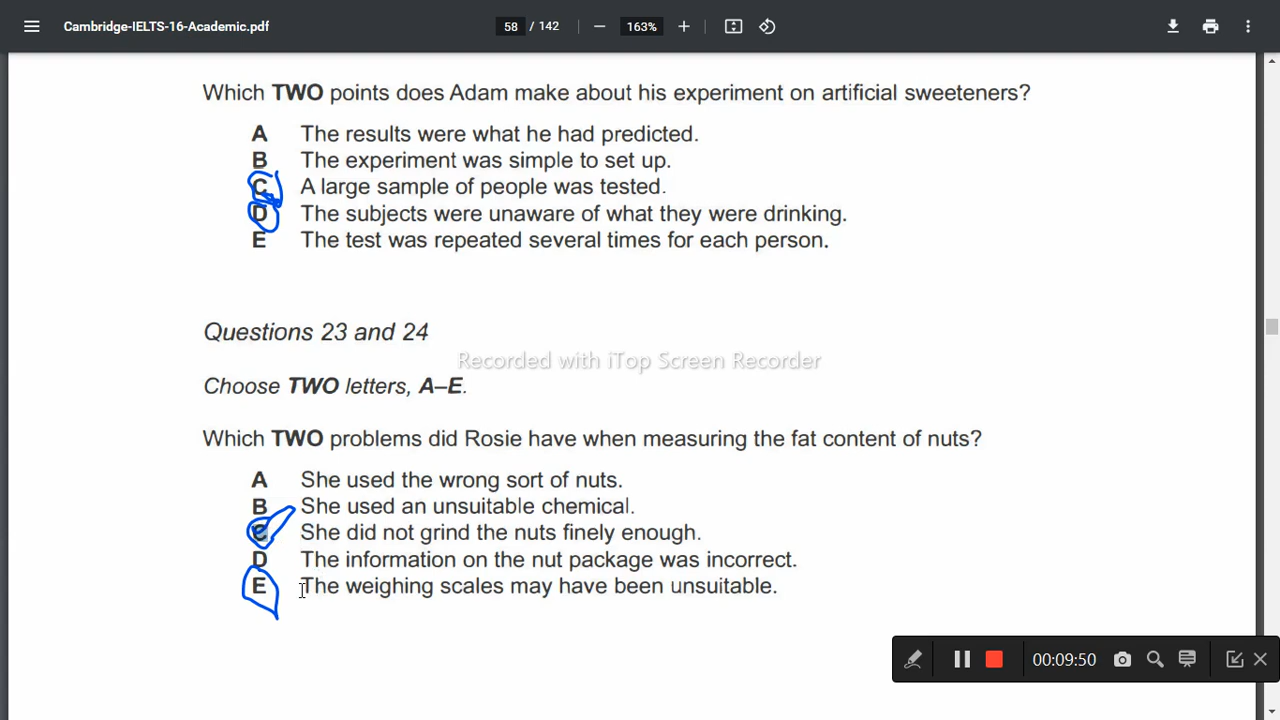 Cambridge-IELTS-16-Academic.pdf
58 / 142
163%
Which TWO points does Adam make about his experiment on artificial sweeteners?
A The results were what he had predicted.
B The experiment was simple to set up.
C A large sample of people was tested.
D The subjects were unaware of what they were drinking.
E The test was repeated several times for each person.
Questions 23 and 24
Recorded with iTop Screen Recorder
Choose TWO letters, A–E.
Which TWO problems did Rosie have when measuring the fat content of nuts?
A She used the wrong sort of nuts.
B She used an unsuitable chemical.
C She did not grind the nuts finely enough.
D The information on the nut package was incorrect.
E The weighing scales may have been unsuitable.
00:09:50